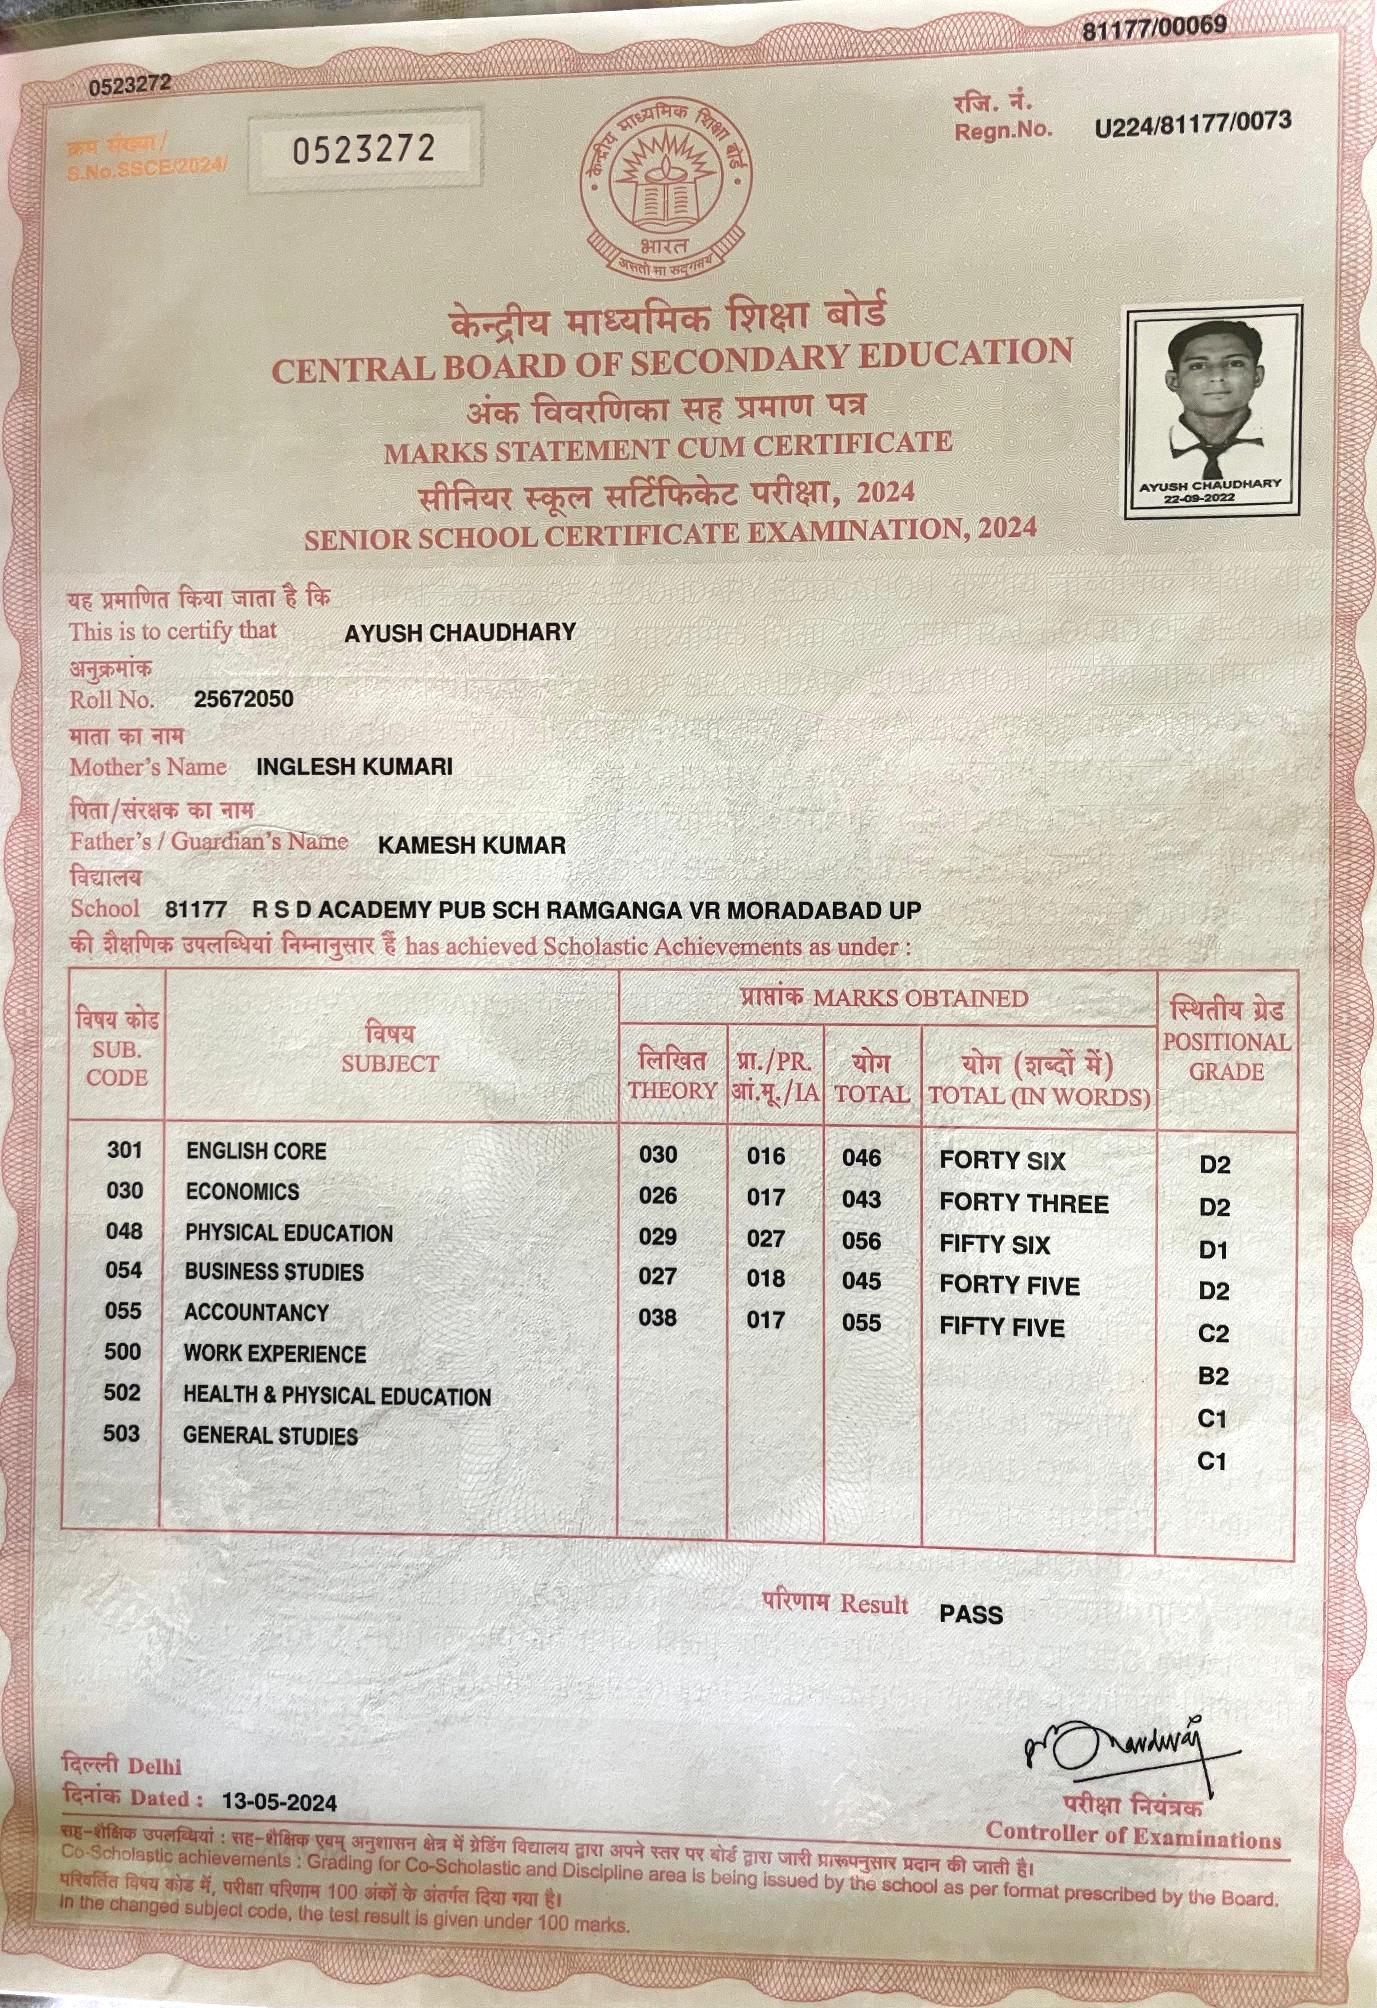 81177/00069
0523272
क्रम संख्या/
S.No.SSCE/2024/
0523272
रजि. नं.
Regn.No. U224/81177/0073
केन्द्रीय माध्यमिक शिक्षा बोर्ड
भारत
असतो मा सद्गमय
केन्द्रीय माध्यमिक शिक्षा बोर्ड
CENTRAL BOARD OF SECONDARY EDUCATION
अंक विवरणिका सह प्रमाण पत्र
MARKS STATEMENT CUM CERTIFICATE
सीनियर स्कूल सर्टिफिकेट परीक्षा, 2024
SENIOR SCHOOL CERTIFICATE EXAMINATION, 2024
AYUSH CHAUDHARY
22-09-2022
यह प्रमाणित किया जाता है कि
This is to certify that AYUSH CHAUDHARY
अनुक्रमांक
Roll No. 25672050
माता का नाम
Mother's Name INGLESH KUMARI
पिता/संरक्षक का नाम
Father's / Guardian's Name KAMESH KUMAR
विद्यालय
School 81177 R S D ACADEMY PUB SCH RAMGANGA VR MORADABAD UP
की शैक्षणिक उपलब्धियां निम्नानुसार हैं has achieved Scholastic Achievements as under :
विषय कोड
SUB.
CODE
विषय
SUBJECT
प्राप्तांक MARKS OBTAINED
लिखित
THEORY
प्रा./PR.
आं.मू./IA
योग
TOTAL
योग (शब्दों में)
TOTAL (IN WORDS)
स्थितीय ग्रेड
POSITIONAL
GRADE
301 ENGLISH CORE 030 016 046 FORTY SIX D2
030 ECONOMICS 026 017 043 FORTY THREE D2
048 PHYSICAL EDUCATION 029 027 056 FIFTY SIX D1
054 BUSINESS STUDIES 027 018 045 FORTY FIVE D2
055 ACCOUNTANCY 038 017 055 FIFTY FIVE C2
500 WORK EXPERIENCE B2
502 HEALTH & PHYSICAL EDUCATION C1
503 GENERAL STUDIES C1
परिणाम Result PASS
दिल्ली Delhi
दिनांक Dated : 13-05-2024
परीक्षा नियंत्रक
Controller of Examinations
सह-शैक्षिक उपलब्धियां : सह-शैक्षिक एवम् अनुशासन क्षेत्र में ग्रेडिंग विद्यालय द्वारा अपने स्तर पर बोर्ड द्वारा जारी प्रारूपनुसार प्रदान की जाती है।
Co-Scholastic achievements : Grading for Co-Scholastic and Discipline area is being issued by the school as per format prescribed by the Board.
परिवर्तित विषय कोड में, परीक्षा परिणाम 100 अंकों के अंतर्गत दिया गया है।
In the changed subject code, the test result is given under 100 marks.